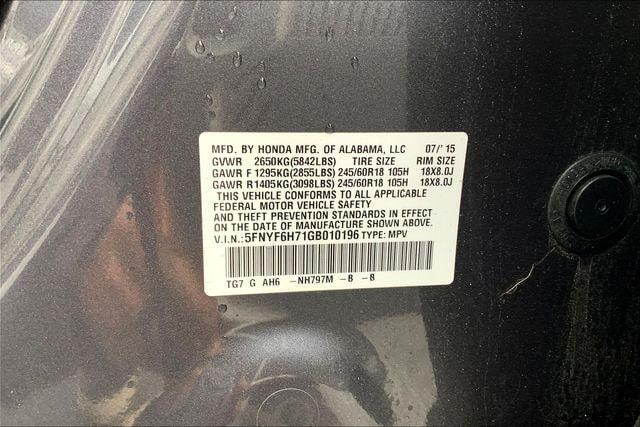 MFD. BY HONDA MFG. OF ALABAMA, LLC 07/'15
GVWR 2650KG(5842LBS) TIRE SIZE RIM SIZE
GAWR F 1295KG(2855LBS) 245/60R18 105H 18X8.0J
GAWR R 1405KG(3098LBS) 245/60R18 105H 18X8.0J
THIS VEHICLE CONFORMS TO ALL APPLICABLE
FEDERAL MOTOR VEHICLE SAFETY
AND THEFT PREVENTION STANDARDS IN EFFECT
ON THE DATE OF MANUFACTURE SHOWN ABOVE.
V.I.N.: 5FNYF6H71GB010196 TYPE: MPV
TG7 G AH6 -NH797M -B -B